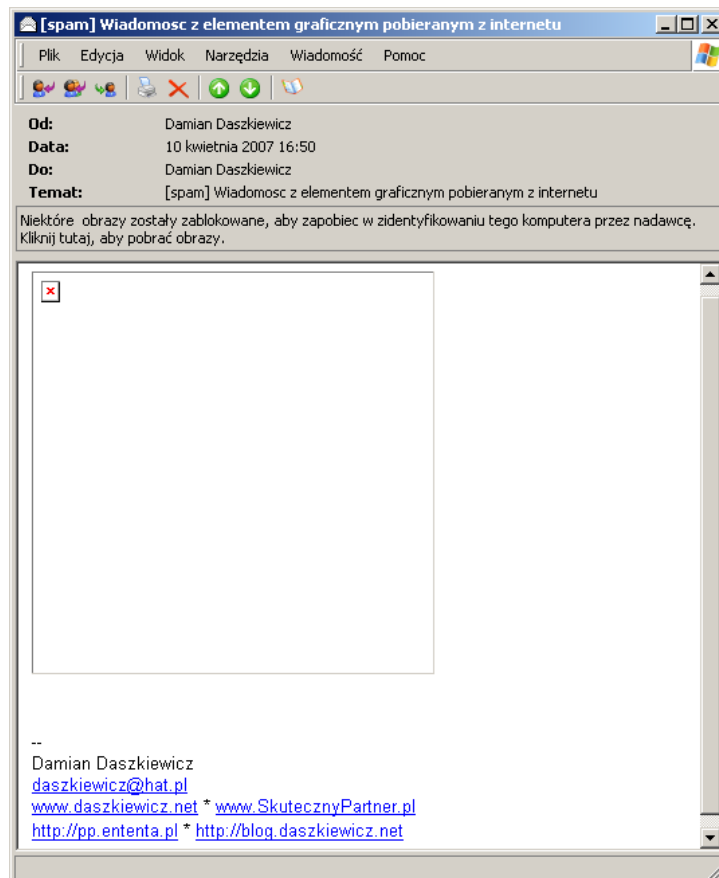 [spam] Wiadomosc z elementem graficznym pobieranym z internetu
Plik Edycja Widok Narzędzia Wiadomość Pomoc
Od: Damian Daszkiewicz
Data: 10 kwietnia 2007 16:50
Do: Damian Daszkiewicz
Temat: [spam] Wiadomosc z elementem graficznym pobieranym z internetu
Niektóre obrazy zostały zablokowane, aby zapobiec w zidentyfikowaniu tego komputera przez nadawcę.
Kliknij tutaj, aby pobrać obrazy.
--
Damian Daszkiewicz
daszkiewicz@hat.pl
www.daszkiewicz.net * www.SkutecznyPartner.pl
http://pp.ententa.pl * http://blog.daszkiewicz.net